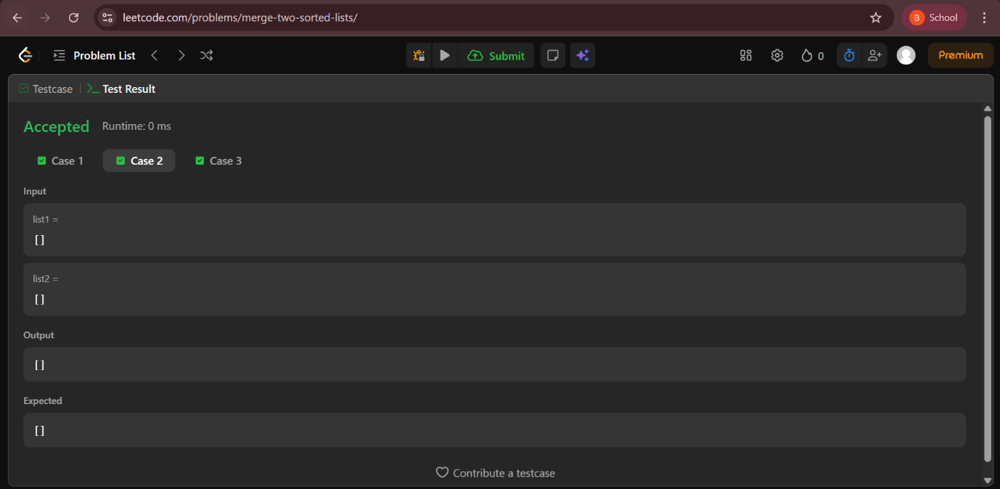 leetcode.com/problems/merge-two-sorted-lists/
B School
Problem List
Submit
0
Premium
Testcase
Test Result
Accepted Runtime: 0 ms
Case 1 Case 2 Case 3
Input
list1 =
[]
list2 =
[]
Output
[]
Expected
[]
Contribute a testcase